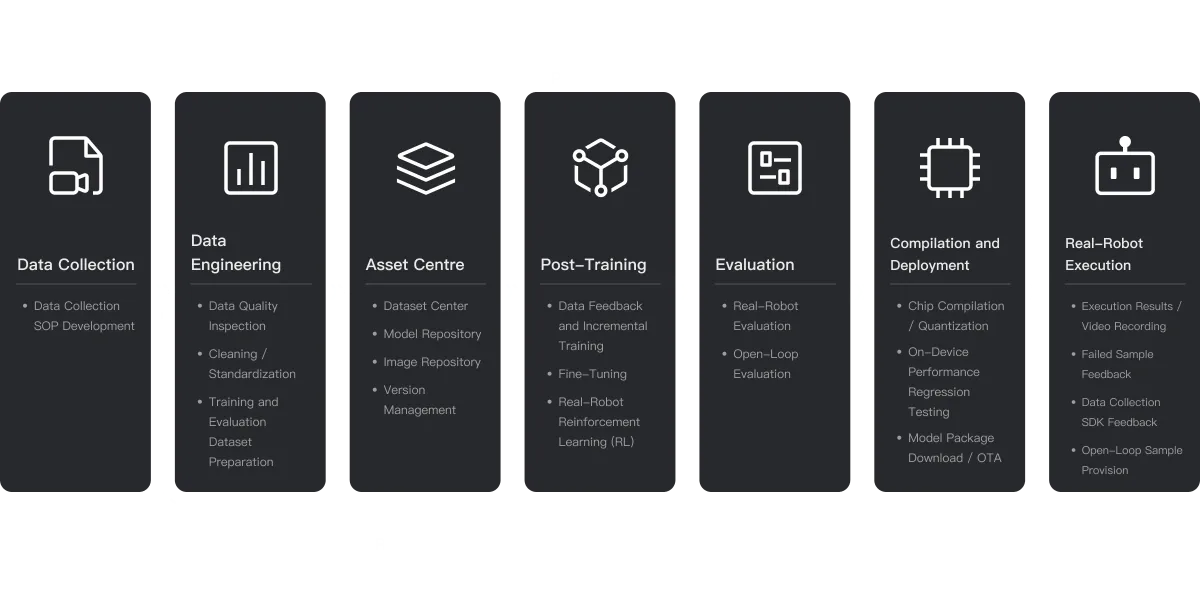 Data Collection
• Data Collection
SOP Development
Data
Engineering
• Data Quality
Inspection
• Cleaning /
Standardization
• Training and
Evaluation
Dataset
Preparation
Asset Centre
• Dataset Center
• Model Repository
• Image Repository
• Version
Management
Post-Training
• Data Feedback
and Incremental
Training
• Fine-Tuning
• Real-Robot
Reinforcement
Learning (RL)
Evaluation
• Real-Robot
Evaluation
• Open-Loop
Evaluation
Compilation and
Deployment
• Chip Compilation
/ Quantization
• On-Device
Performance
Regression
Testing
• Model Package
Download / OTA
Real-Robot
Execution
• Execution Results /
Video Recording
• Failed Sample
Feedback
• Data Collection
SDK Feedback
• Open-Loop Sample
Provision